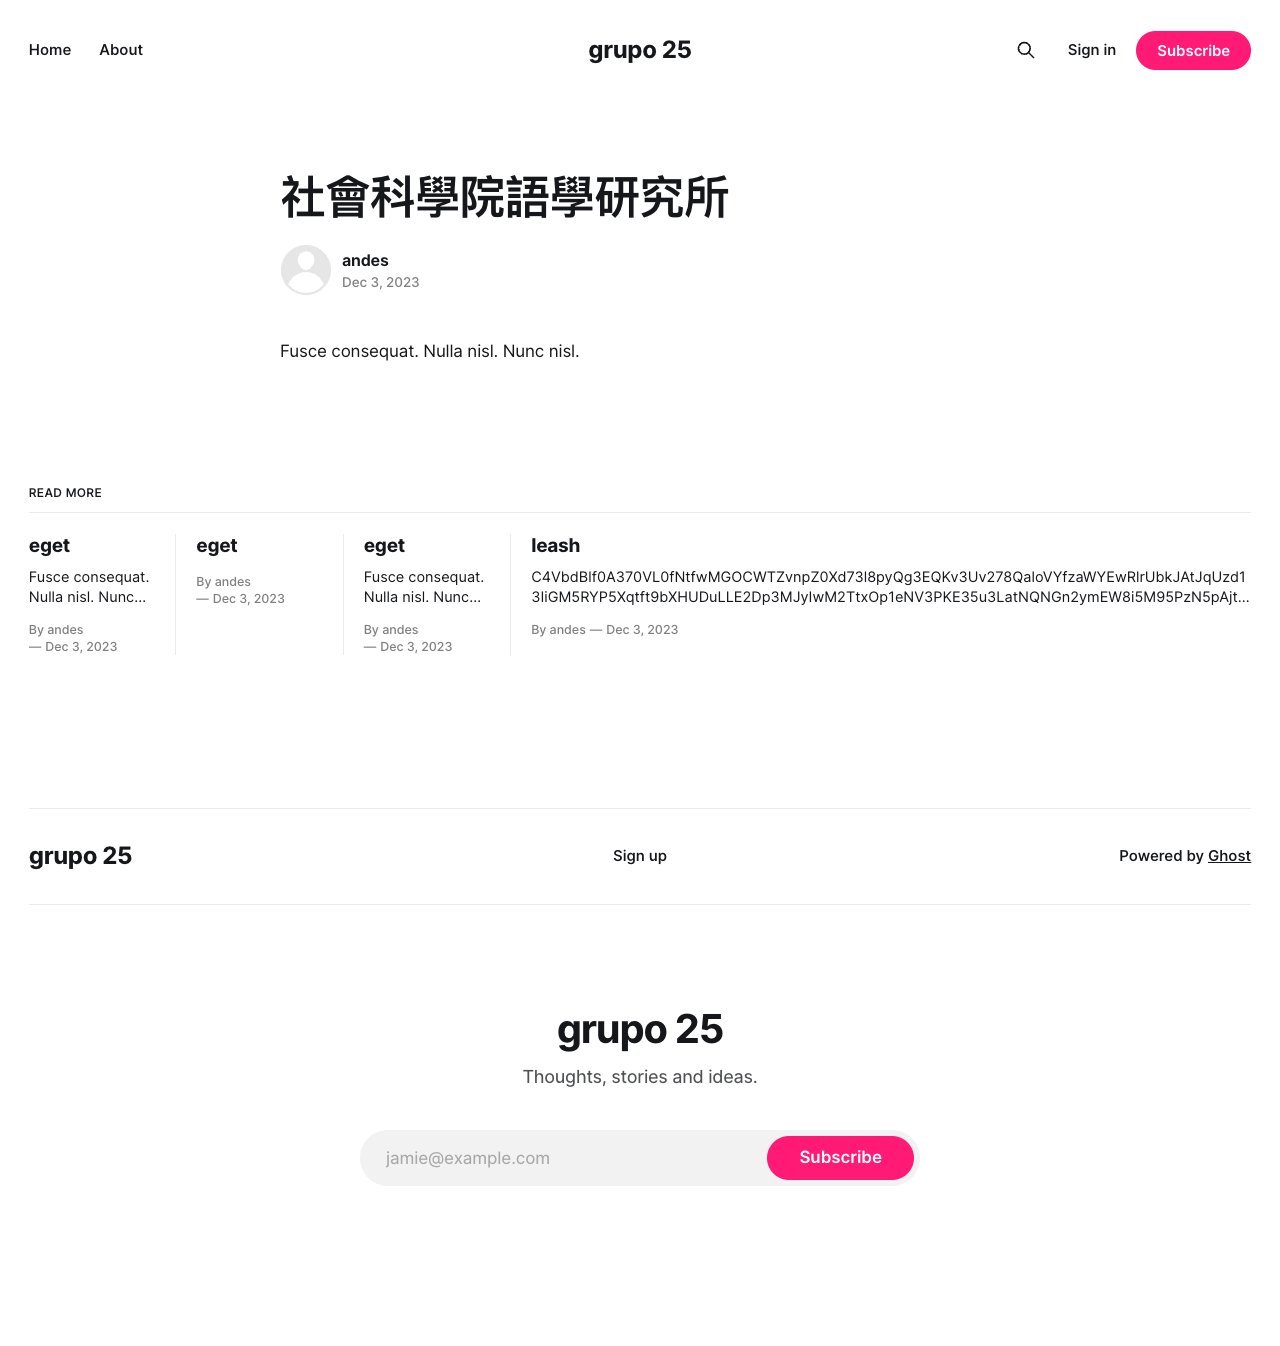 Home About grupo 25 Sign in Subscribe
社會科學院語學研究所
andes
Dec 3, 2023
Fusce consequat. Nulla nisl. Nunc nisl.
READ MORE
eget
Fusce consequat.
Nulla nisl. Nunc…
By andes
— Dec 3, 2023
eget
By andes
— Dec 3, 2023
eget
Fusce consequat.
Nulla nisl. Nunc…
By andes
— Dec 3, 2023
leash
By andes — Dec 3, 2023
grupo 25 Sign up Powered by Ghost
grupo 25
Thoughts, stories and ideas.
jamie@example.com Subscribe